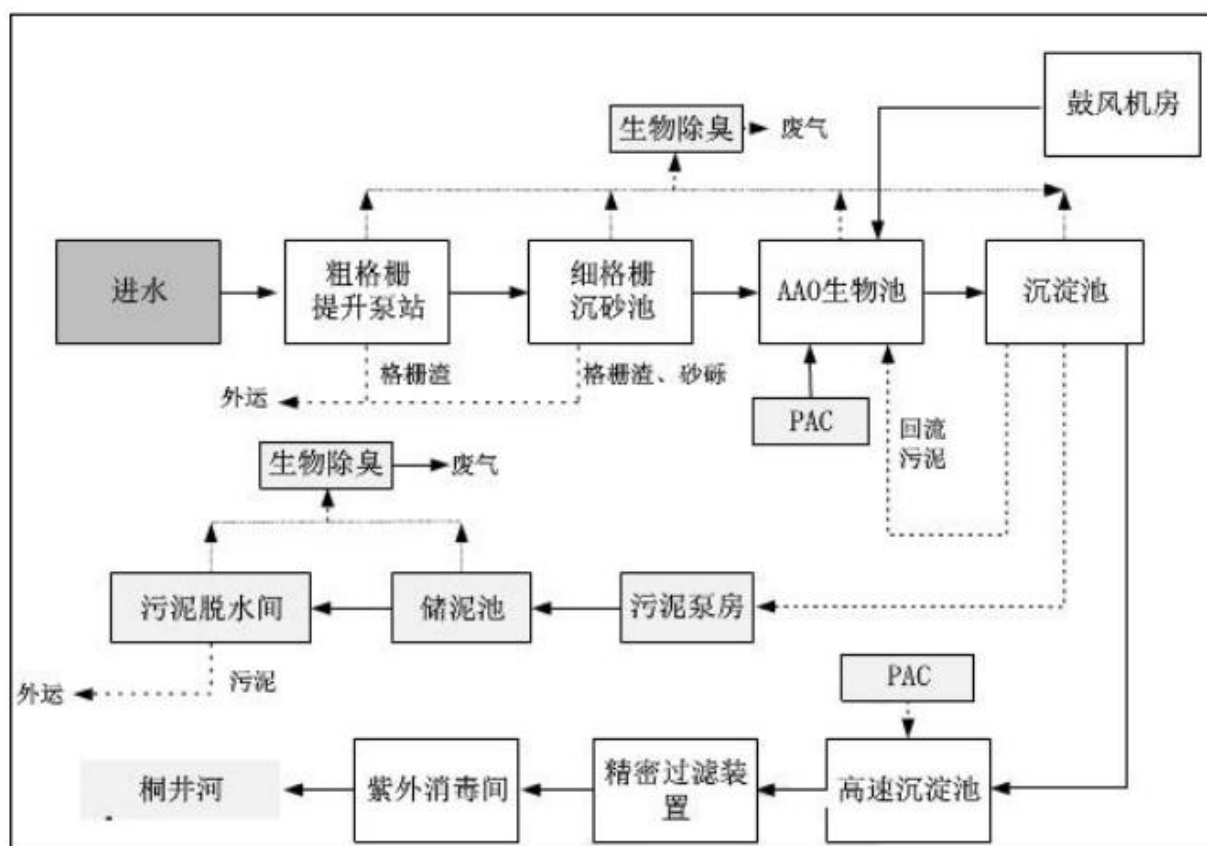 鼓风机房
生物除臭
废气
进水
粗格栅
提升泵站
细格栅
沉砂池
AAO生物池
沉淀池
格栅渣
格栅渣、砂砾
外运
PAC
回流
污泥
生物除臭
废气
污泥脱水间
储泥池
污泥泵房
污泥
外运
PAC
桐井河
紫外消毒间
精密过滤装
置
高速沉淀池